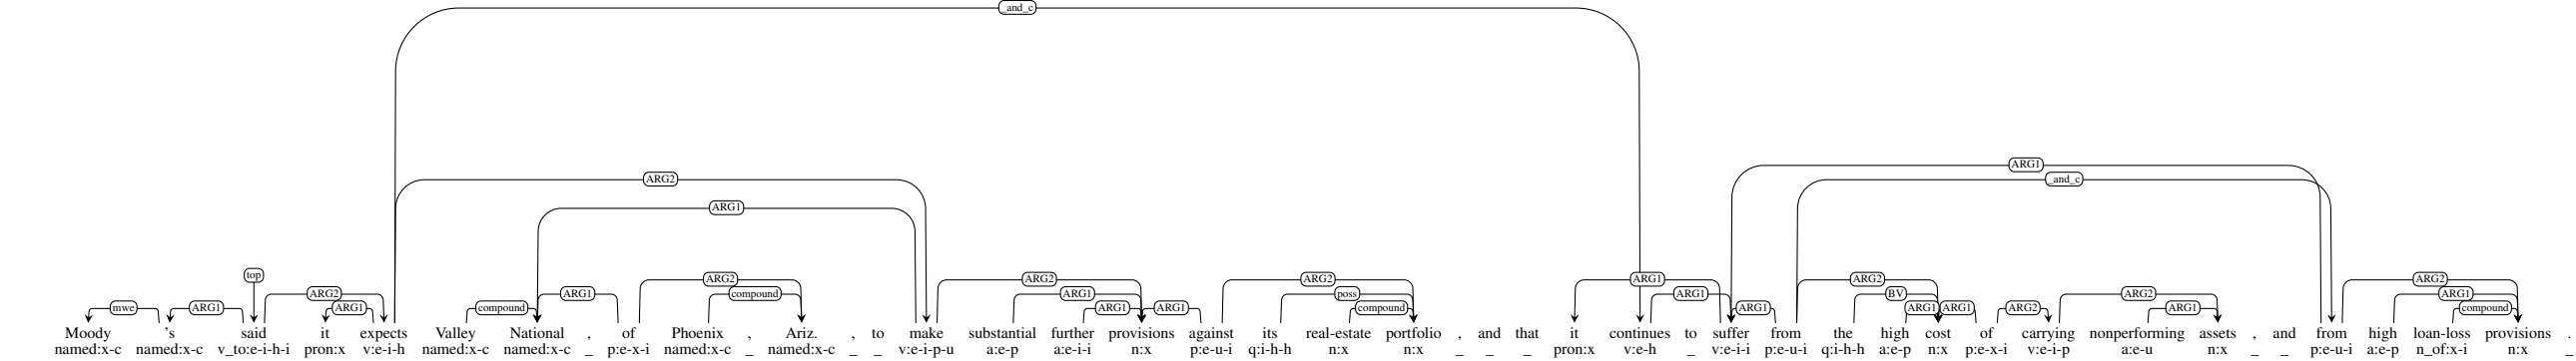 _and_c
ARG1
ARG2 _and_c
ARG1
top ARG2 ARG1 ARG2 ARG2 ARG1 ARG2 ARG2
ARG2 ARG1 compound ARG1 poss ARG1 BV ARG2 ARG1
mwe ARG1 ARG1 compound ARG1 ARG1 compound ARG1 ARG1 ARG1 ARG2 ARG1 compound
Moody 's said it expects Valley National , of Phoenix , Ariz. , to make substantial further provisions against its real-estate portfolio , and that it continues to suffer from the high cost of carrying nonperforming assets , and from high loan-loss provisions
named:x-c named:x-c v_to:e-i-h-i pron:x v:e-i-h named:x-c named:x-c _ p:e-x-i named:x-c _ named:x-c _ _ v:e-i-p-u a:e-p a:e-i-i n:x p:e-u-i q:i-h-h n:x n:x _ _ _ pron:x v:e-h _ v:e-i-i p:e-u-i q:i-h-h a:e-p n:x p:e-x-i v:e-i-p a:e-u n:x _ _ p:e-u-i a:e-p n_of:x-i n:x